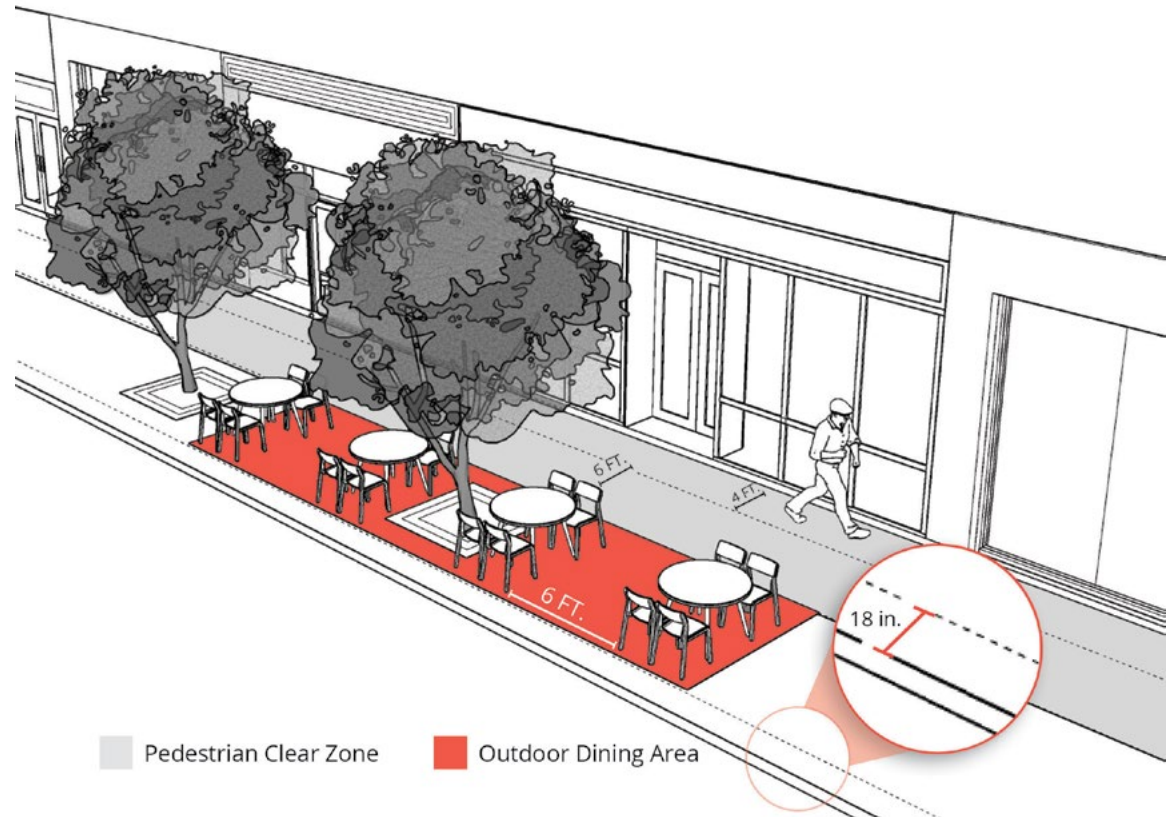 6 FT.
4 FT.
6 FT.
18 in.
Pedestrian Clear Zone
Outdoor Dining Area